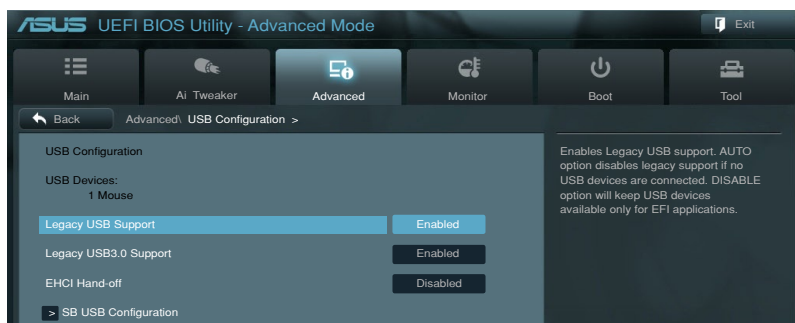 ASUS UEFI BIOS Utility - Advanced Mode
Exit
Main
Ai Tweaker
Advanced
Monitor
Boot
Tool
Back
Advanced\ USB Configuration >
USB Configuration
USB Devices:
1 Mouse
Legacy USB Support Enabled
Legacy USB3.0 Support Enabled
EHCI Hand-off Disabled
> SB USB Configuration
Enables Legacy USB support. AUTO
option disables legacy support if no
USB devices are connected. DISABLE
option will keep USB devices
available only for EFI applications.